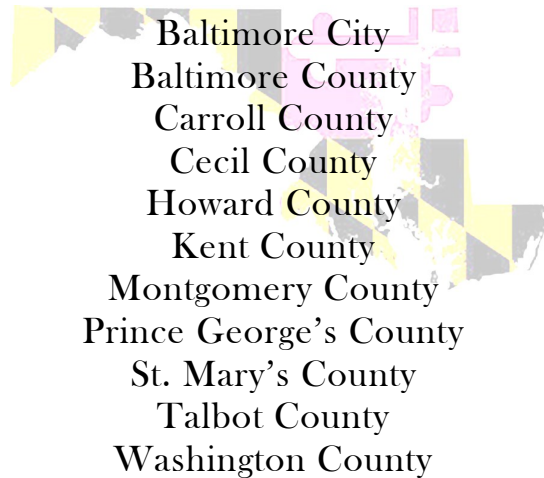 Baltimore City
Baltimore County
Carroll County
Cecil County
Howard County
Kent County
Montgomery County
Prince George’s County
St. Mary’s County
Talbot County
Washington County